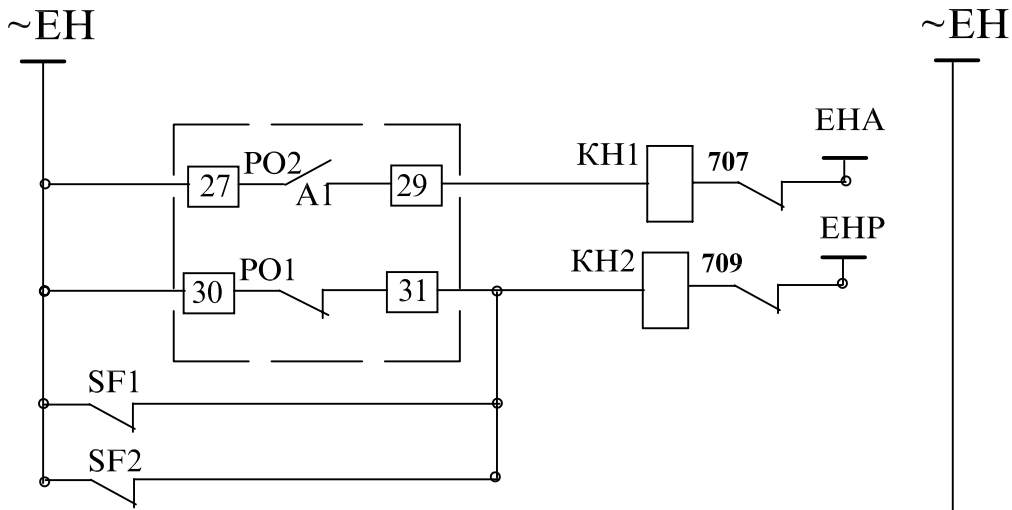 ~ЕН ~ЕН
ЕНА
КН1 707
РО2
27 29
А1
ЕНР
КН2 709
РО1
30 31
SF1
SF2